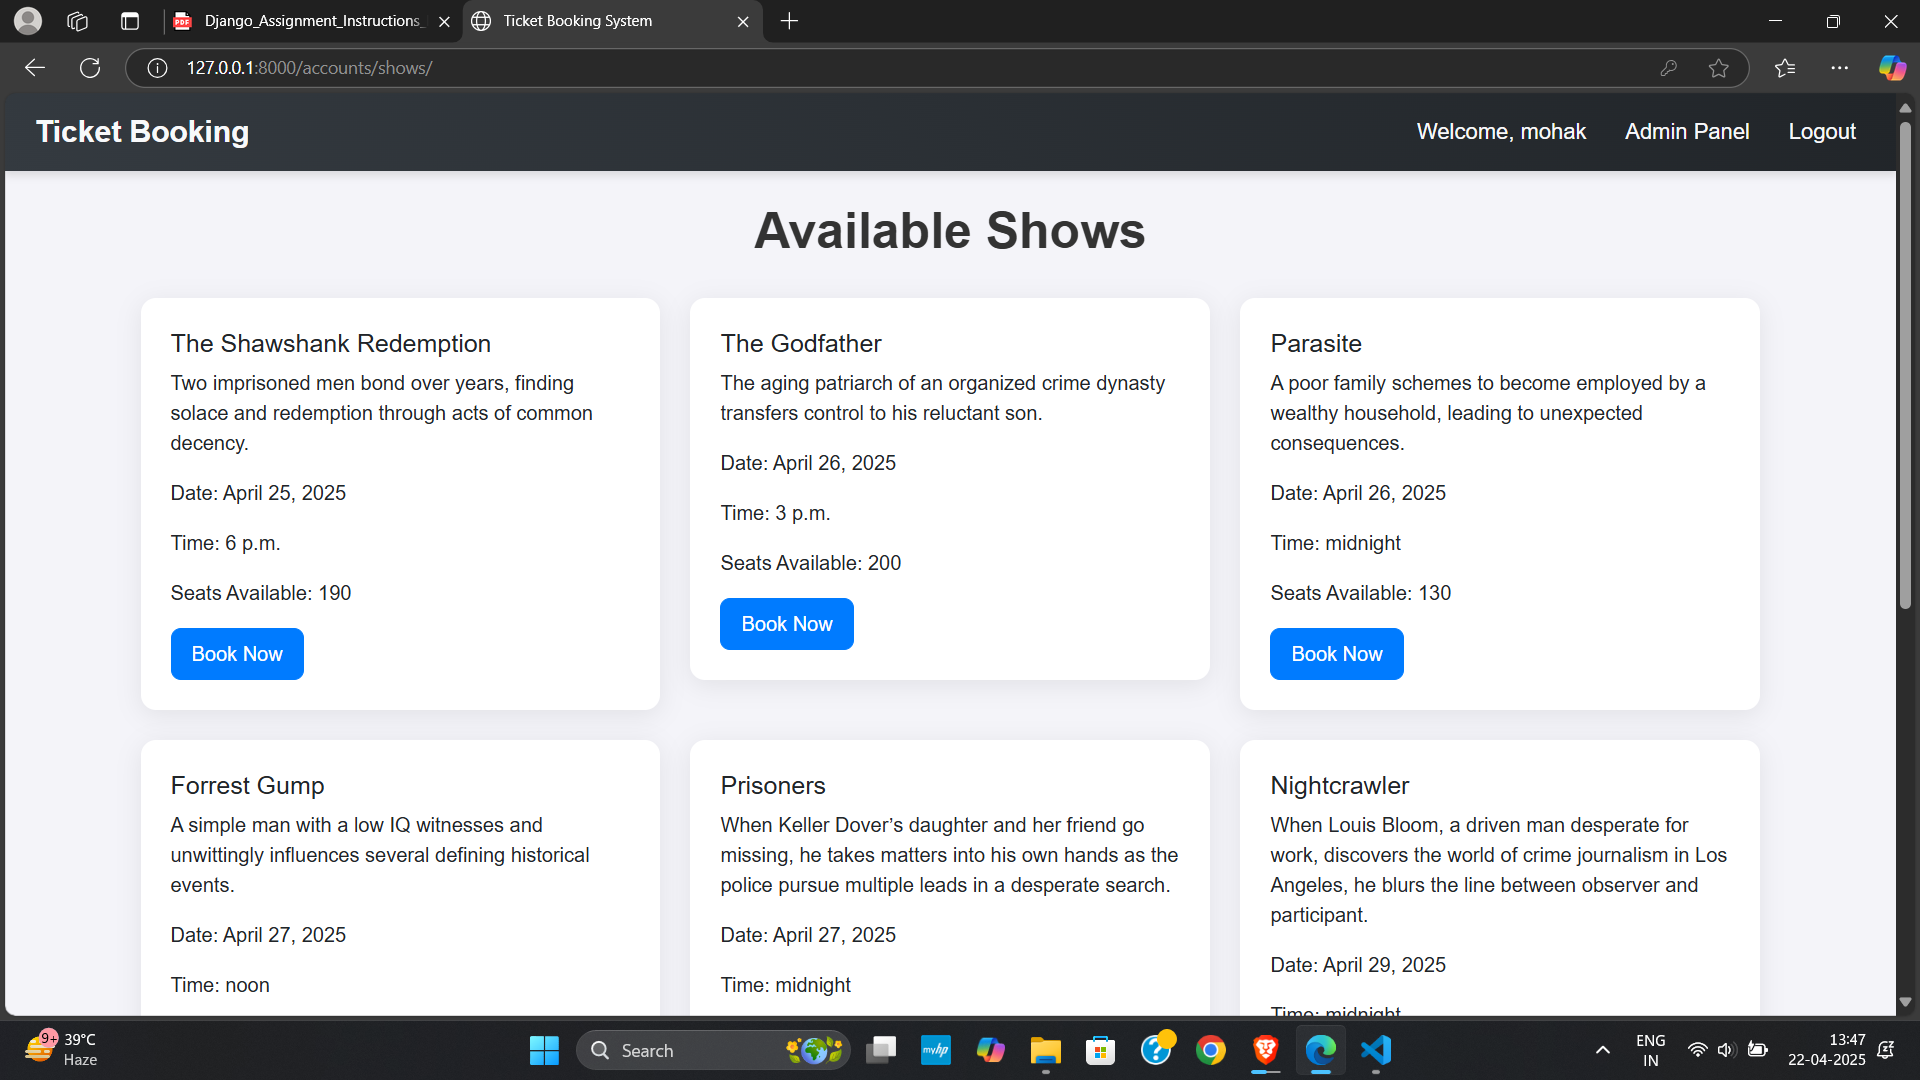 Django_Assignment_Instructions_
Ticket Booking System
127.0.0.1:8000/accounts/shows/
Ticket Booking
Welcome, mohak
Admin Panel
Logout
Available Shows
The Shawshank Redemption
Two imprisoned men bond over years, finding
solace and redemption through acts of common
decency.
Date: April 25, 2025
Time: 6 p.m.
Seats Available: 190
Book Now
The Godfather
The aging patriarch of an organized crime dynasty
transfers control to his reluctant son.
Date: April 26, 2025
Time: 3 p.m.
Seats Available: 200
Book Now
Parasite
A poor family schemes to become employed by a
wealthy household, leading to unexpected
consequences.
Date: April 26, 2025
Time: midnight
Seats Available: 130
Book Now
Forrest Gump
A simple man with a low IQ witnesses and
unwittingly influences several defining historical
events.
Date: April 27, 2025
Time: noon
Prisoners
When Keller Dover’s daughter and her friend go
missing, he takes matters into his own hands as the
police pursue multiple leads in a desperate search.
Date: April 27, 2025
Time: midnight
Nightcrawler
When Louis Bloom, a driven man desperate for
work, discovers the world of crime journalism in Los
Angeles, he blurs the line between observer and
participant.
Date: April 29, 2025
Time: midnight
9+
39°C
Haze
Search
myhp
ENG
IN
13:47
22-04-2025